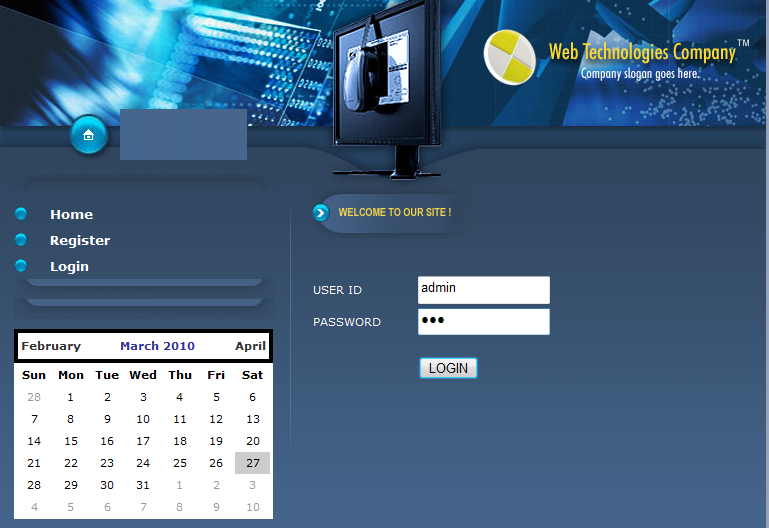 Web Technologies Company™
Company slogan goes here.
Home
Register
Login
WELCOME TO OUR SITE !
USER ID admin
PASSWORD ●●●
LOGIN
February March 2010 April
Sun Mon Tue Wed Thu Fri Sat
28 1 2 3 4 5 6
7 8 9 10 11 12 13
14 15 16 17 18 19 20
21 22 23 24 25 26 27
28 29 30 31 1 2 3
4 5 6 7 8 9 10